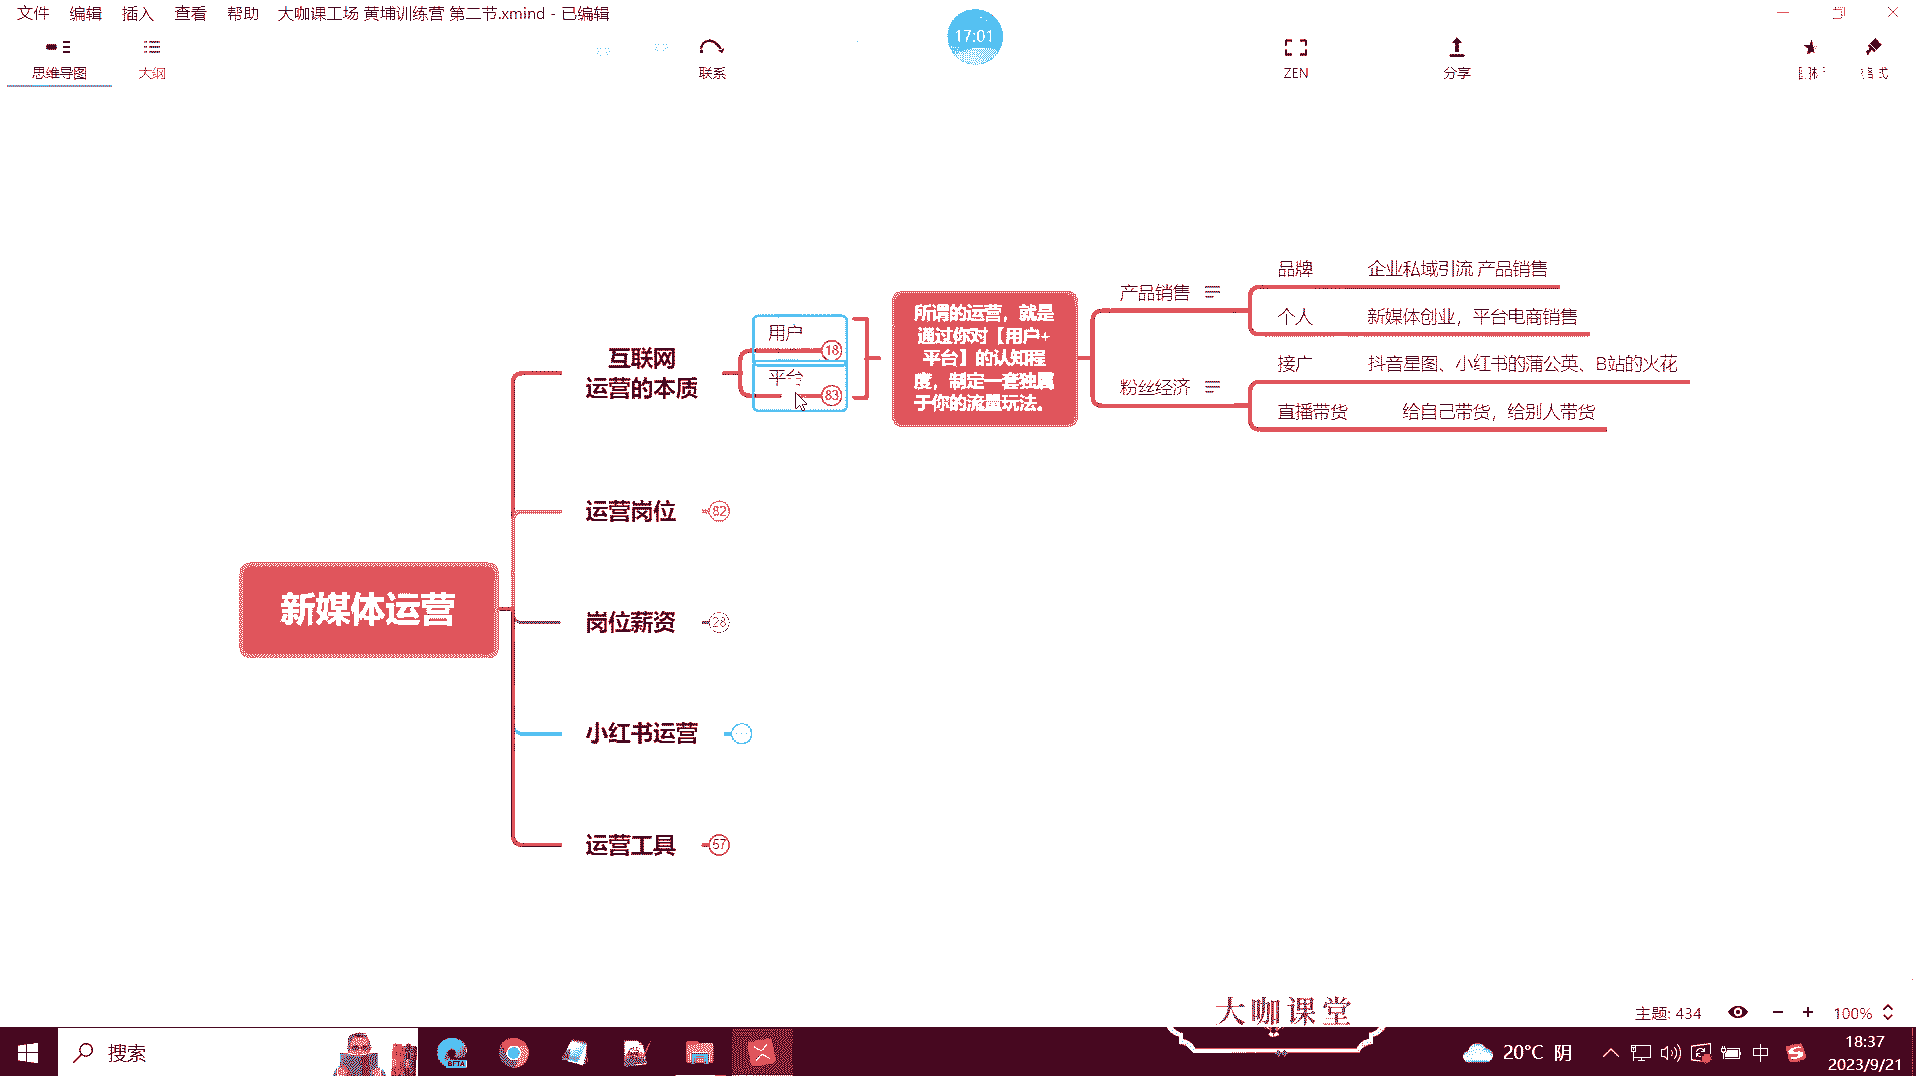 文件 编辑 插入 查看 帮助 大咖课工场 黄埔训练营 第二节.xmind - 已编辑
17:01
思维导图 大纲 联系 ZEN 分享
用户
18
平台
83
互联网
运营的本质
所谓的运营，就是
通过你对【用户+
平台】的认知程
度，制定一套独属
于你的流量玩法。
产品销售
品牌 企业私域引流 产品销售
个人 新媒体创业，平台电商销售
粉丝经济
接广 抖音星图、小红书的蒲公英、B站的火花
直播带货 给自己带货，给别人带货
运营岗位 82
新媒体运营
岗位薪资 28
小红书运营
运营工具 57
大咖课堂
主题: 434 100%
搜索
BETA
20°C 阴
中
18:37
2023/9/21